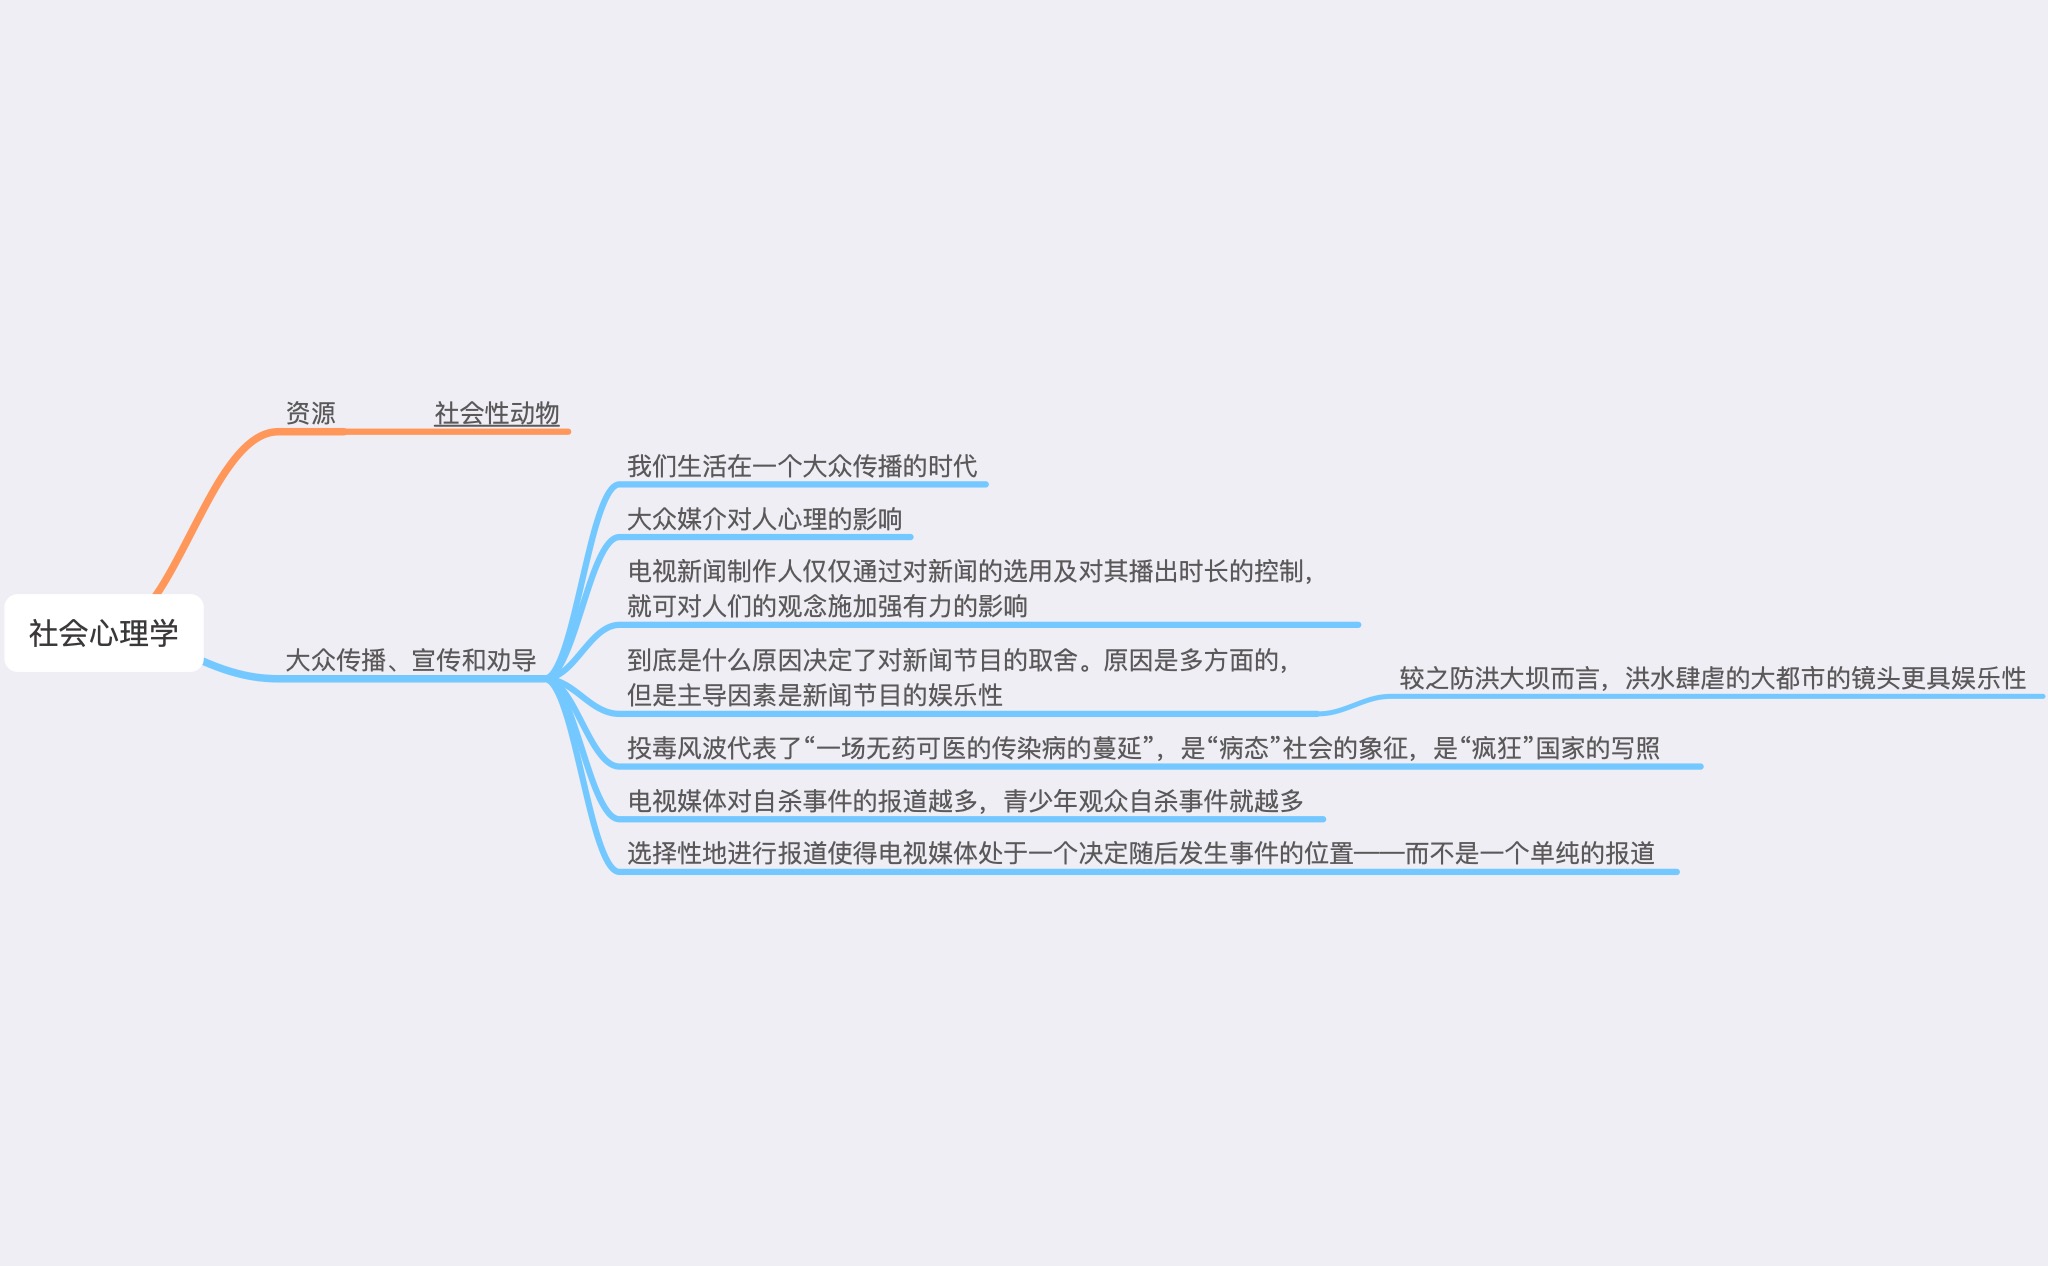 资源
社会性动物
我们生活在一个大众传播的时代
大众媒介对人心理的影响
电视新闻制作人仅仅通过对新闻的选用及对其播出时长的控制，
就可对人们的观念施加强有力的影响
社会心理学
大众传播、宣传和劝导
到底是什么原因决定了对新闻节目的取舍。原因是多方面的，
但是主导因素是新闻节目的娱乐性
较之防洪大坝而言，洪水肆虐的大都市的镜头更具娱乐性
投毒风波代表了“一场无药可医的传染病的蔓延”，是“病态”社会的象征，是“疯狂”国家的写照
电视媒体对自杀事件的报道越多，青少年观众自杀事件就越多
选择性地进行报道使得电视媒体处于一个决定随后发生事件的位置——而不是一个单纯的报道